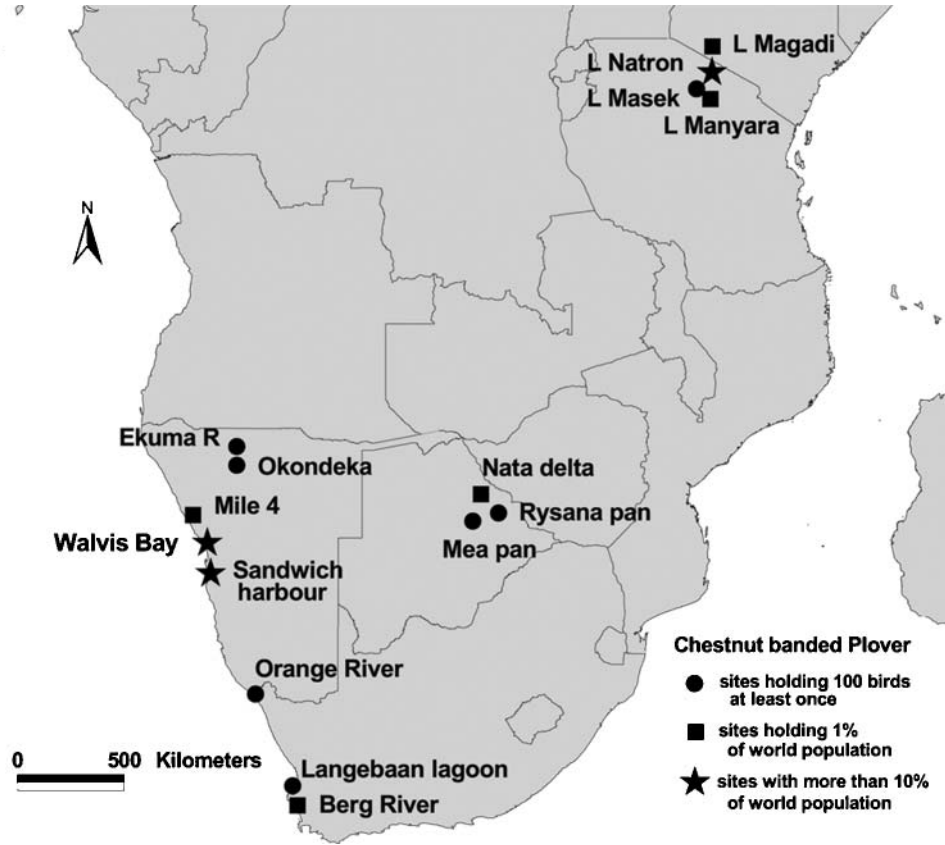 L Magadi
L Natron
L Masek
L Manyara
N
Ekuma R
Okondeka
Nata delta
Mile 4
Rysana pan
Walvis Bay
Mea pan
Sandwich
harbour
Orange River
Chestnut banded Plover
sites holding 100 birds
at least once
sites holding 1%
of world population
sites with more than 10%
of world population
0 500 Kilometers
Langebaan lagoon
Berg River